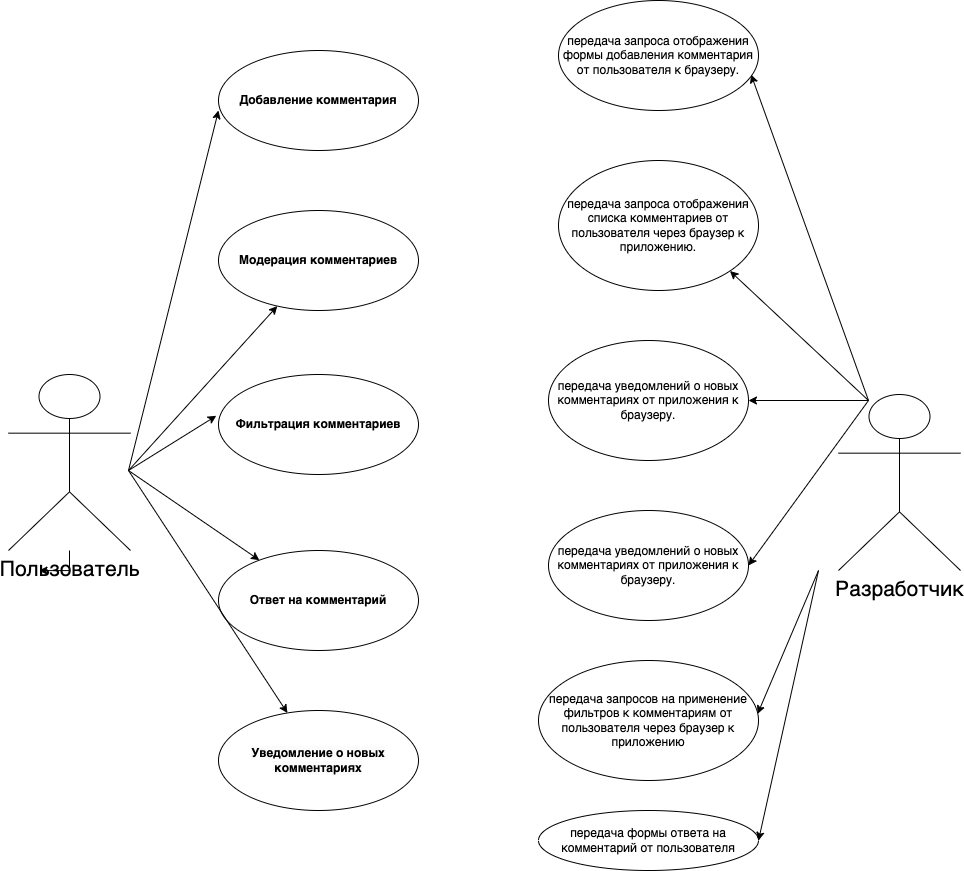 Добавление комментария
Модерация комментариев
Фильтрация комментариев
Ответ на комментарий
Уведомление о новых
комментариях
Пользователь
передача запроса отображения
формы добавления комментария
от пользователя к браузеру.
передача запроса отображения
списка комментариев от
пользователя через браузер к
приложению.
передача уведомлений о новых
комментариях от приложения к
браузеру.
передача уведомлений о новых
комментариях от приложения к
браузеру.
передача запросов на применение
фильтров к комментариям от
пользователя через браузер к
приложению
передача формы ответа на
комментарий от пользователя
Разработчик